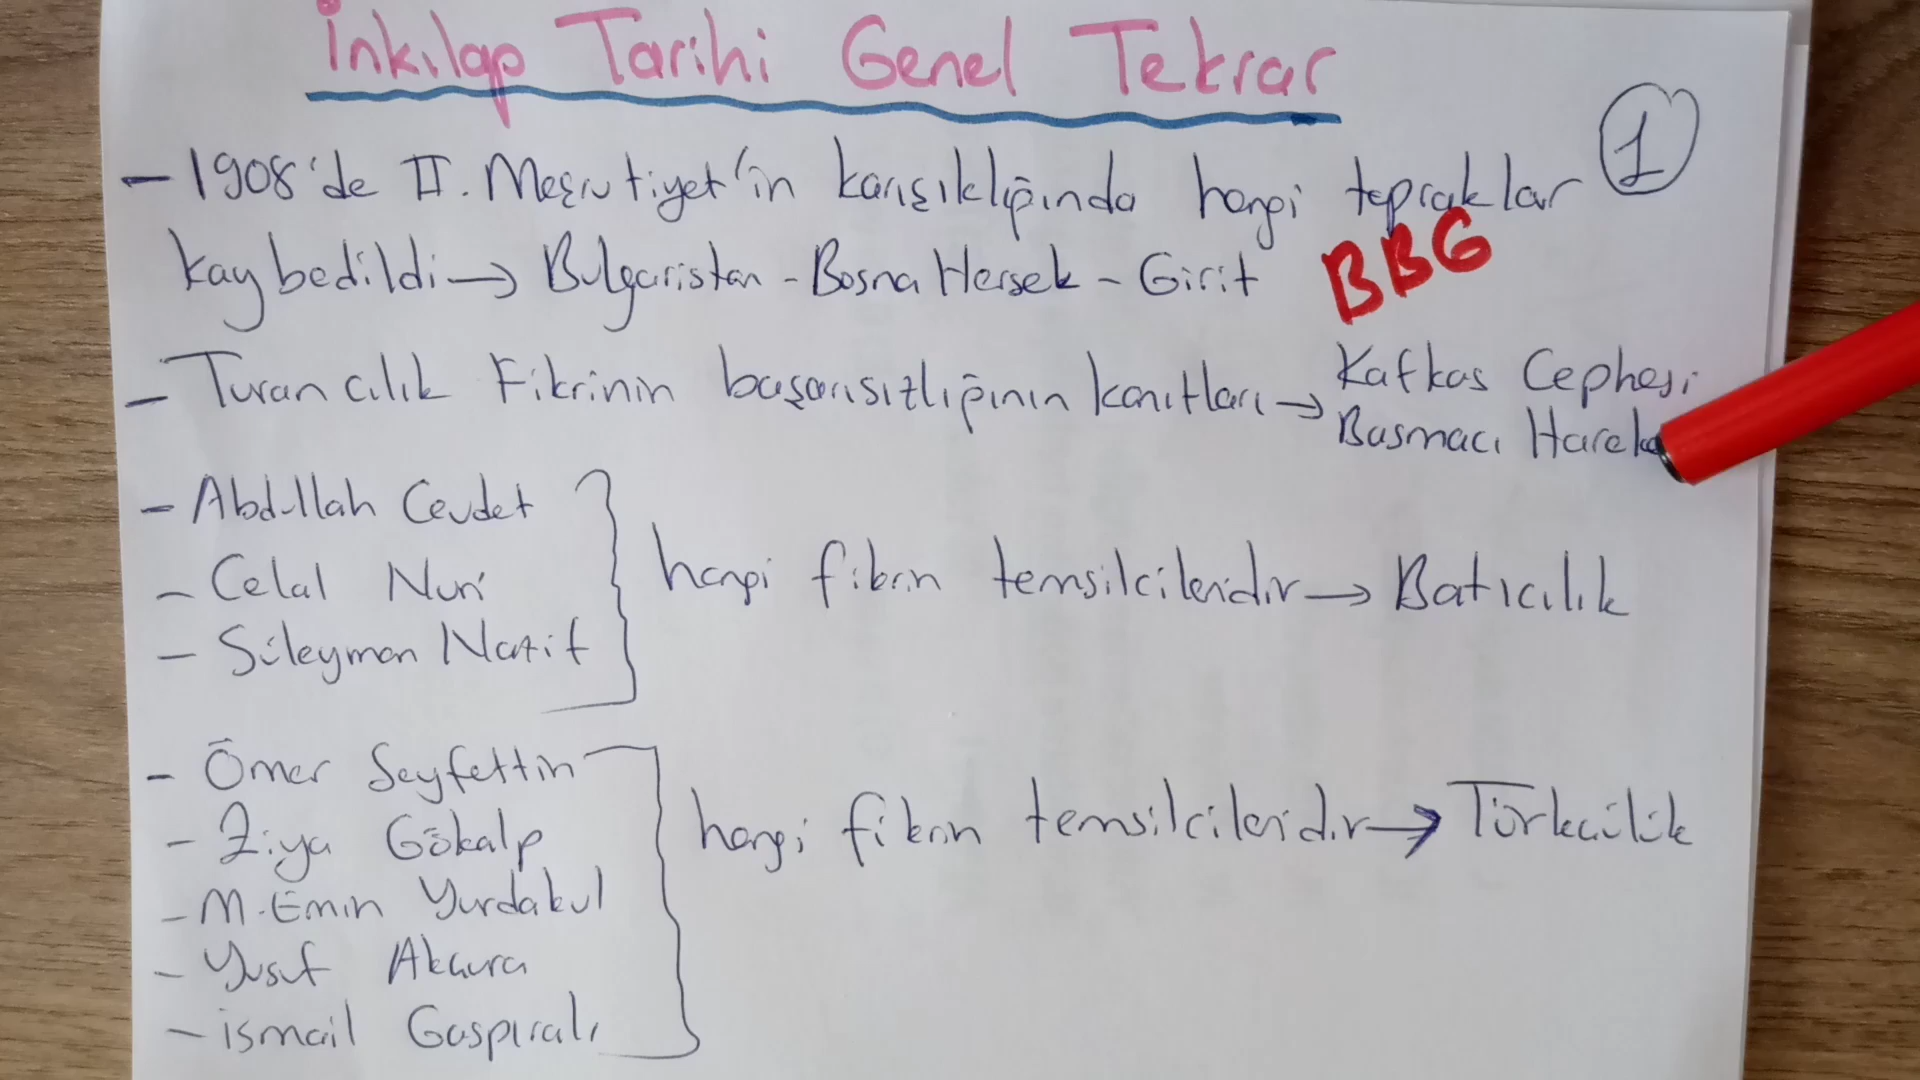 İnkılap Tarihi Genel Tekrar
1
- 1908'de II. Meşrutiyet'in karışıklığında hangi topraklar
kaybedildi → Bulgaristan - Bosna Hersek - Girit BBG
- Turancılık Fikrinin başarısızlığının kanıtları → Kafkas Cephesi
Basmacı Harek
- Abdullah Cevdet
- Celal Nuri
- Süleyman Nazif
hangi fikrin temsilcileridir → Batıcılık
- Ömer Seyfettin
- Ziya Gökalp
- M. Emin Yurdakul
- Yusuf Akçura
- İsmail Gaspıralı
hangi fikrin temsilcileridir → Türkçülük